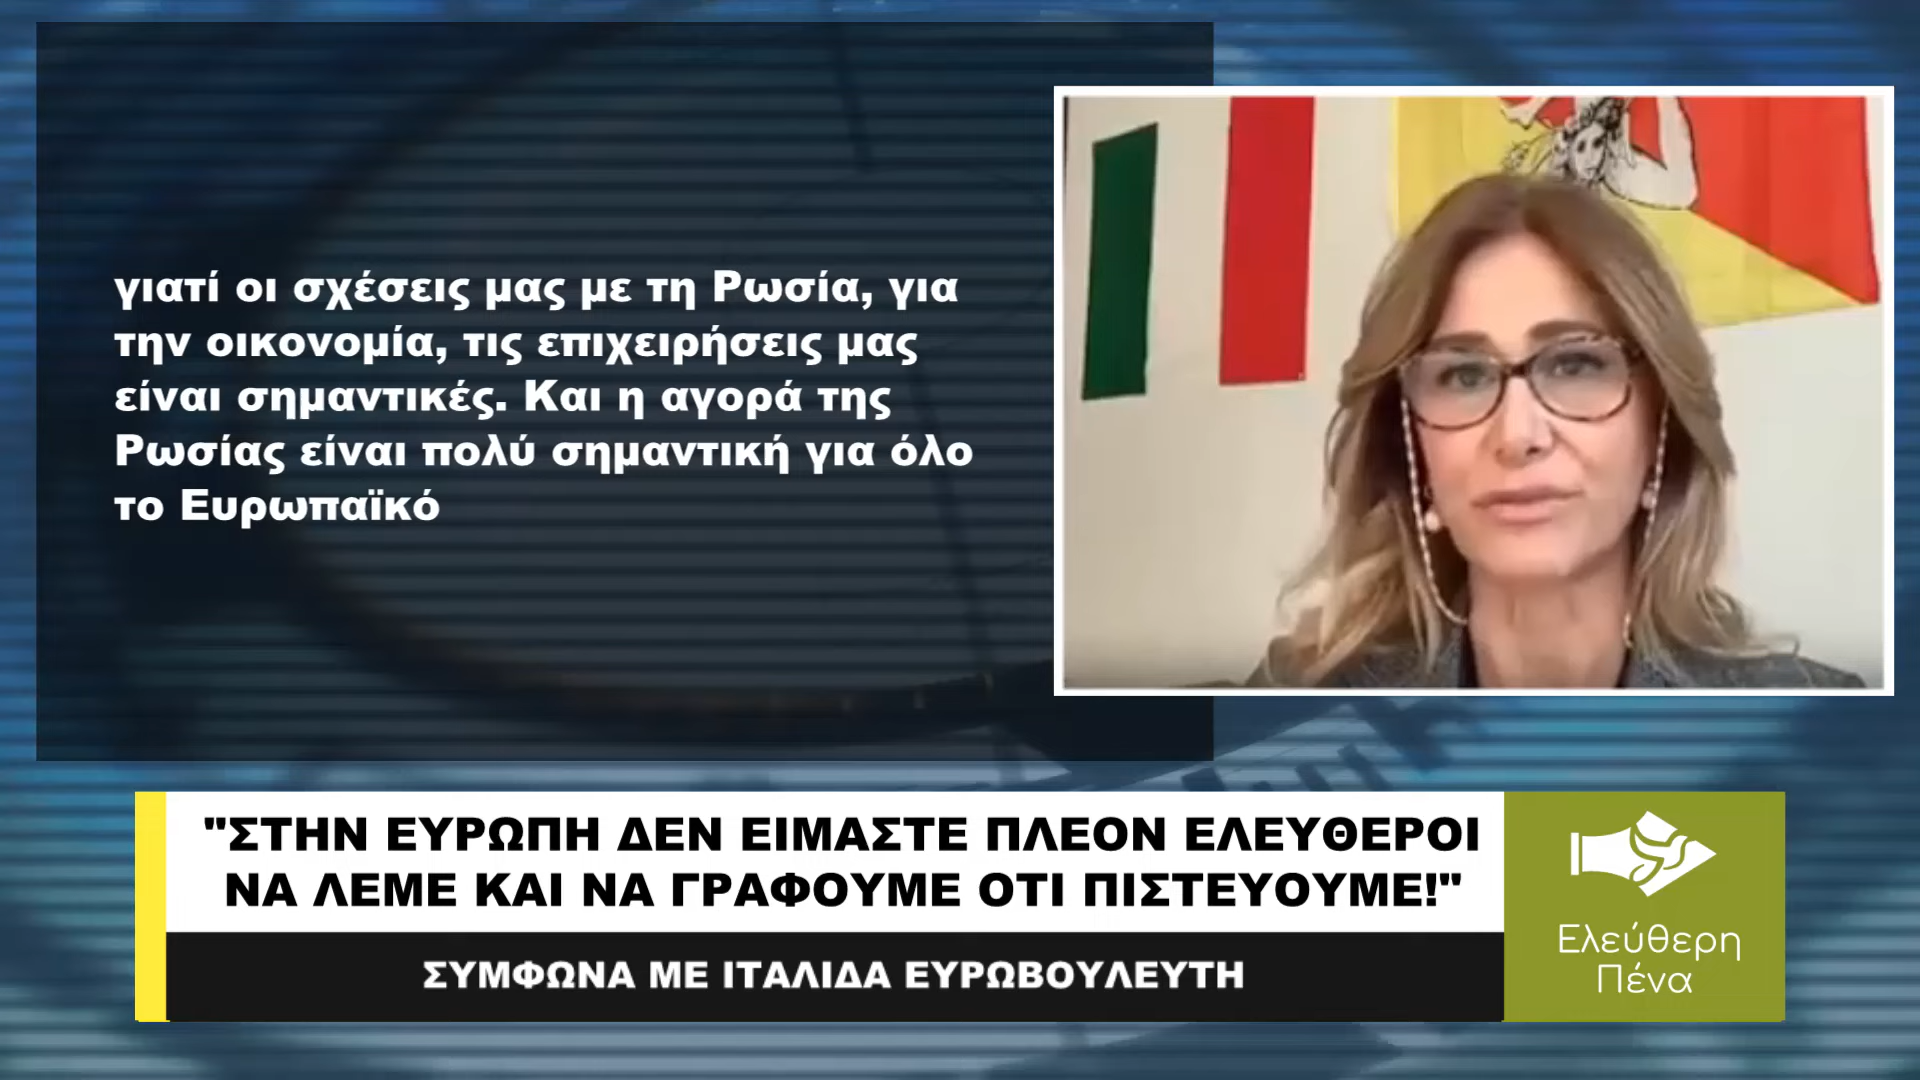 γιατί οι σχέσεις μας με τη Ρωσία, για
την οικονομία, τις επιχειρήσεις μας
είναι σημαντικές. Και η αγορά της
Ρωσίας είναι πολύ σημαντική για όλο
το Ευρωπαϊκό
"ΣΤΗΝ ΕΥΡΩΠΗ ΔΕΝ ΕΙΜΑΣΤΕ ΠΛΕΟΝ ΕΛΕΥΘΕΡΟΙ
ΝΑ ΛΕΜΕ ΚΑΙ ΝΑ ΓΡΑΦΟΥΜΕ ΟΤΙ ΠΙΣΤΕΥΟΥΜΕ!"
ΣΥΜΦΩΝΑ ΜΕ ΙΤΑΛΙΔΑ ΕΥΡΩΒΟΥΛΕΥΤΗ
Ελεύθερη
Πένα